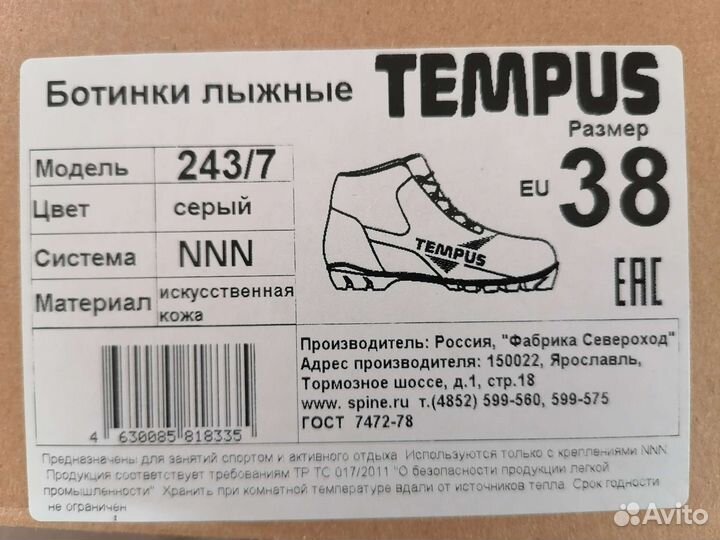 Ботинки лыжные TEMPUS
Размер
EU 38
Модель 243/7
Цвет серый
Система NNN
Материал искусственная
кожа
TEMPUS
EAC
Производитель: Россия, "Фабрика Североход"
Адрес производителя: 150022, Ярославль,
Тормозное шоссе, д.1, стр.18
www. spine.ru т.(4852) 599-560, 599-575
ГОСТ 7472-78
4 630085 818335
Предназначены для занятий спортом и активного отдыха Используются только с креплениями NNN
Продукция соответствует требованиям ТР ТС 017/2011 "О безопасности продукции легкой
промышленности" Хранить при комнатной температуре вдали от источников тепла. Срок годности
не ограничен
Avito